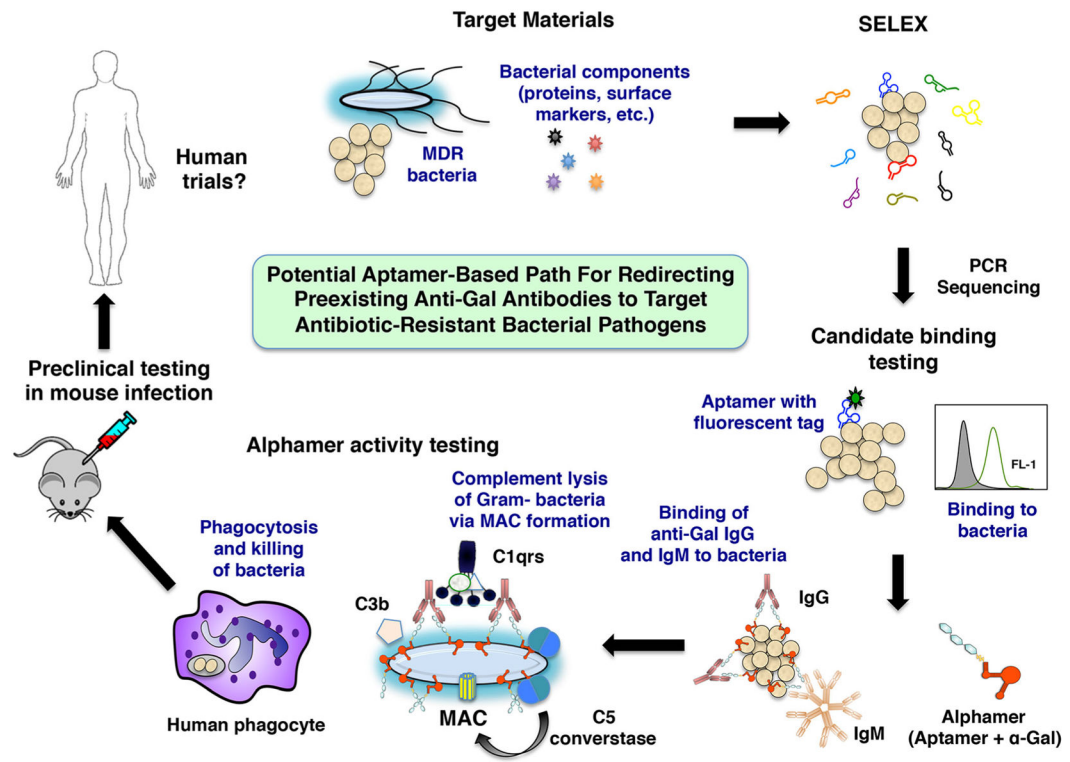 Target Materials
SELEX
Bacterial components
(proteins, surface
markers, etc.)
MDR
bacteria
Human
trials?
PCR
Sequencing
Potential Aptamer-Based Path For Redirecting
Preexisting Anti-Gal Antibodies to Target
Antibiotic-Resistant Bacterial Pathogens
Candidate binding
testing
Aptamer with
fluorescent tag
FL-1
Binding to
bacteria
Preclinical testing
in mouse infection
Alphamer activity testing
Complement lysis
of Gram- bacteria
via MAC formation
Binding of
anti-Gal IgG
and IgM to bacteria
Phagocytosis
and killing
of bacteria
C1qrs
C3b
IgG
MAC
C5
converstase
IgM
Human phagocyte
Alphamer
(Aptamer + α-Gal)